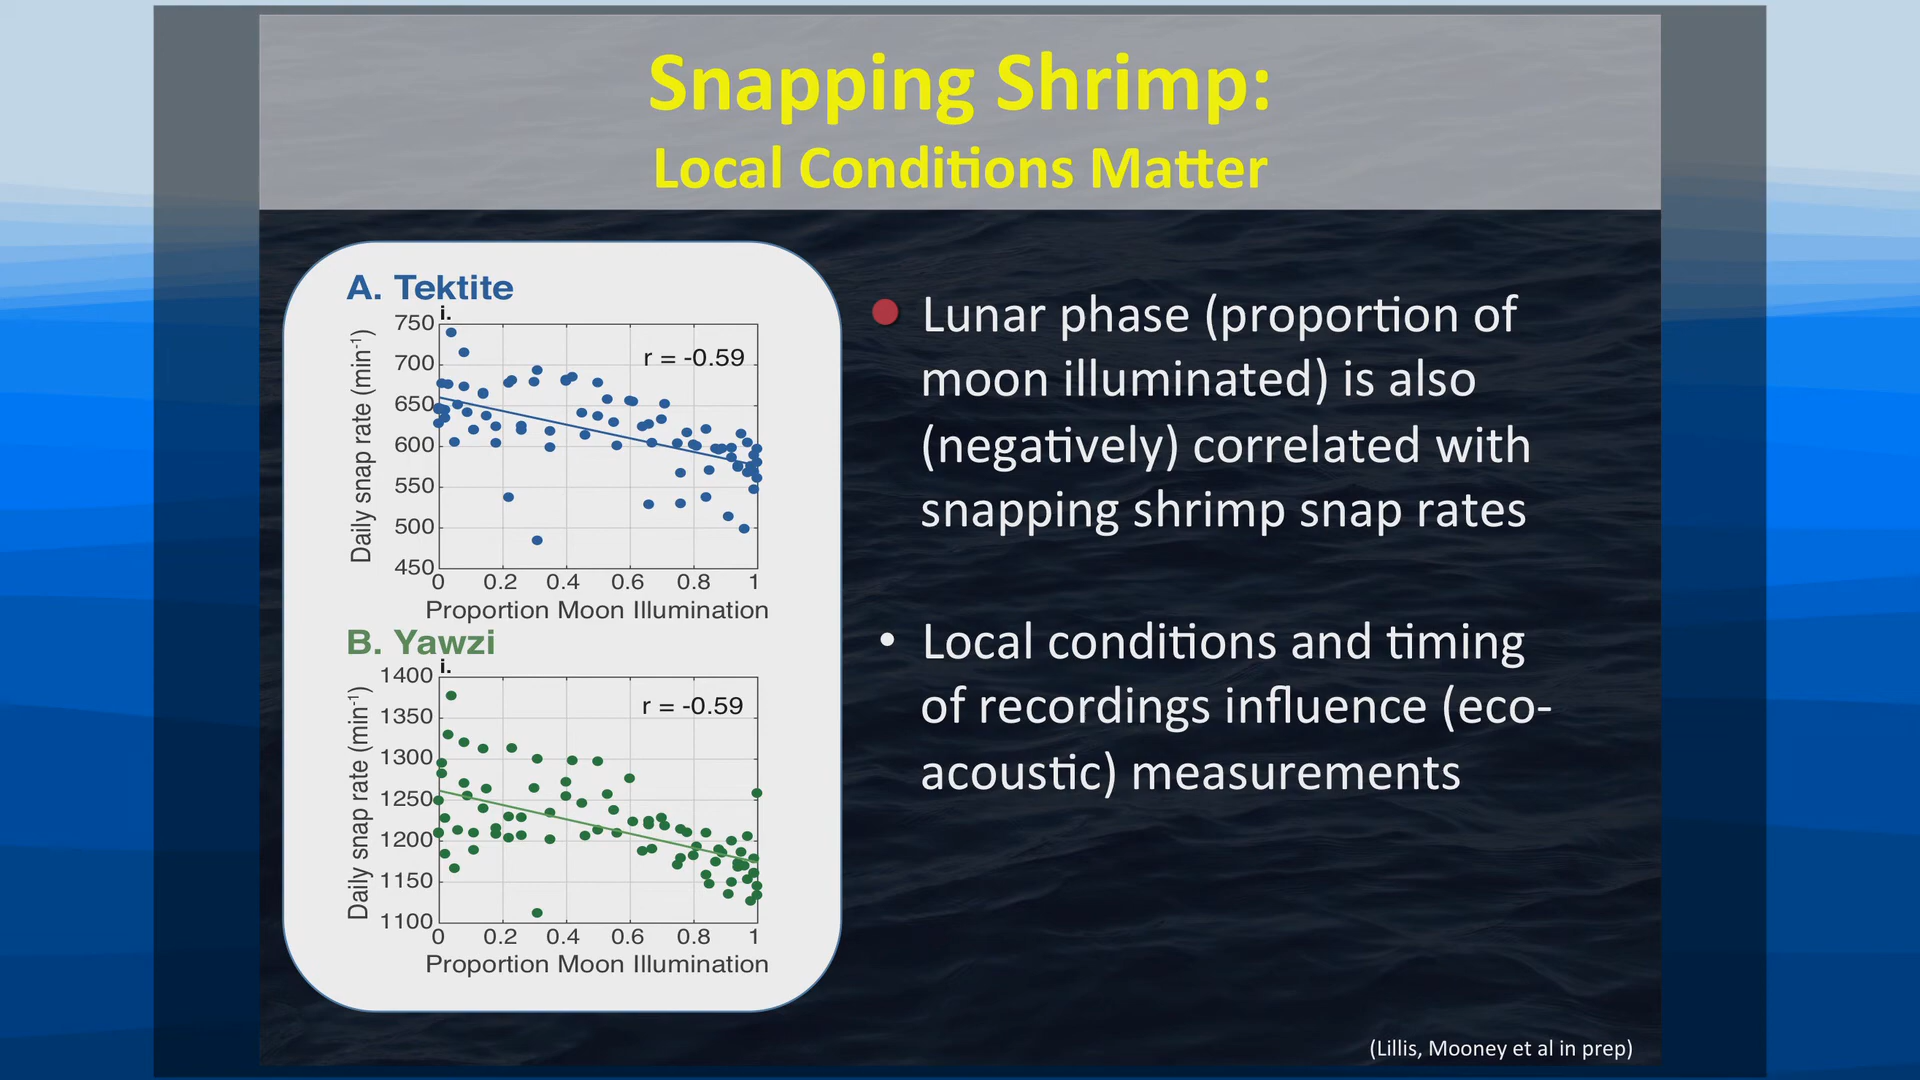 Snapping Shrimp:
Local Conditions Matter
A. Tektite
i.
750
700
650
600
550
500
450
Daily snap rate (min-1)
r = -0.59
0 0.2 0.4 0.6 0.8 1
Proportion Moon Illumination
B. Yawzi
i.
1400
1350
1300
1250
1200
1150
1100
Daily snap rate (min-1)
r = -0.59
0 0.2 0.4 0.6 0.8 1
Proportion Moon Illumination
Lunar phase (proportion of
moon illuminated) is also
(negatively) correlated with
snapping shrimp snap rates
• Local conditions and timing
of recordings influence (eco-
acoustic) measurements
(Lillis, Mooney et al in prep)